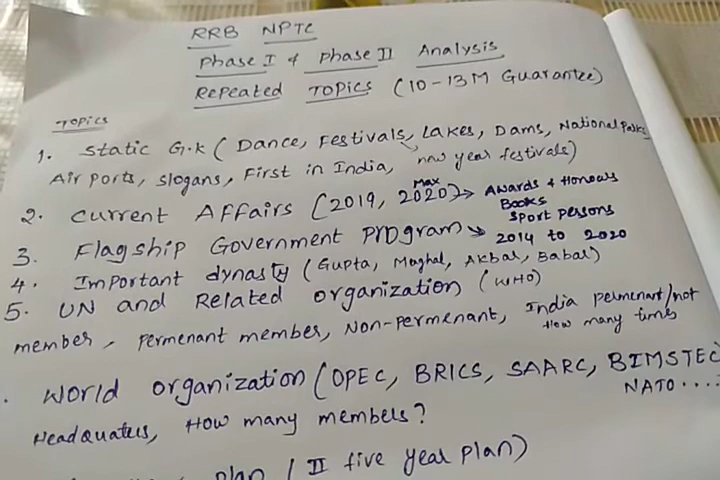 RRB NPTC
Phase I & Phase II Analysis
Repeated Topics (10-13M Guarantee)
Topics
1. Static G.K (Dance, Festivals, Lakes, Dams, National Parks,
Air ports, slogans, First in India, new year festivals)
2. Current Affairs (2019, 2020) Max → Awards & Honours
Books
Sport persons
3. Flagship Government program → 2014 to 2020
4. Important dynasty (Gupta, Moghal, Akbar, Babar)
5. UN and Related organization (WHO)
member, permenant member, Non-permenant, India permenant/not
How many times
World organization (OPEC, BRICS, SAARC, BIMSTEC
NATO....
Headquaters, How many members?
plan / II five year plan)